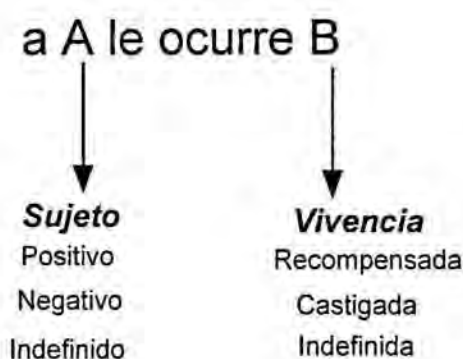 a A le ocurre B
Sujeto Vivencia
Positivo Recompensada
Negativo Castigada
Indefinido Indefinida